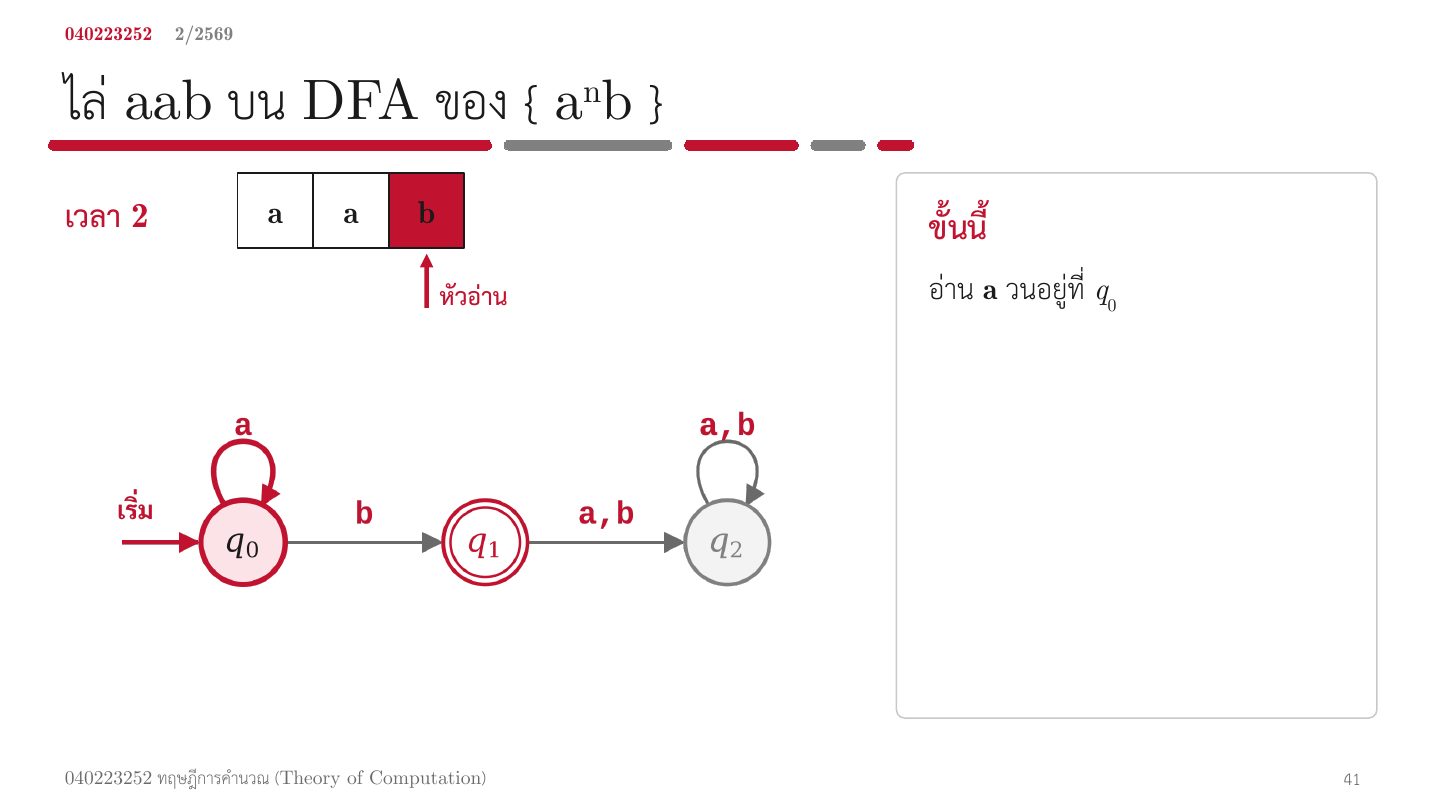 040223252 2/2569
ไล่ aab บน DFA ของ { aⁿb }
เวลา 2
a a b
หัวอ่าน
ขั้นนี้
อ่าน a วนอยู่ที่ q₀
a
a,b
เริ่ม
b
a,b
q₀
q₁
q₂
040223252 ทฤษฎีการคำนวณ (Theory of Computation)
41